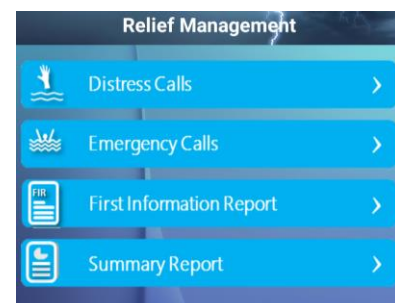 Relief Management
Distress Calls
Emergency Calls
FIR
First Information Report
Summary Report